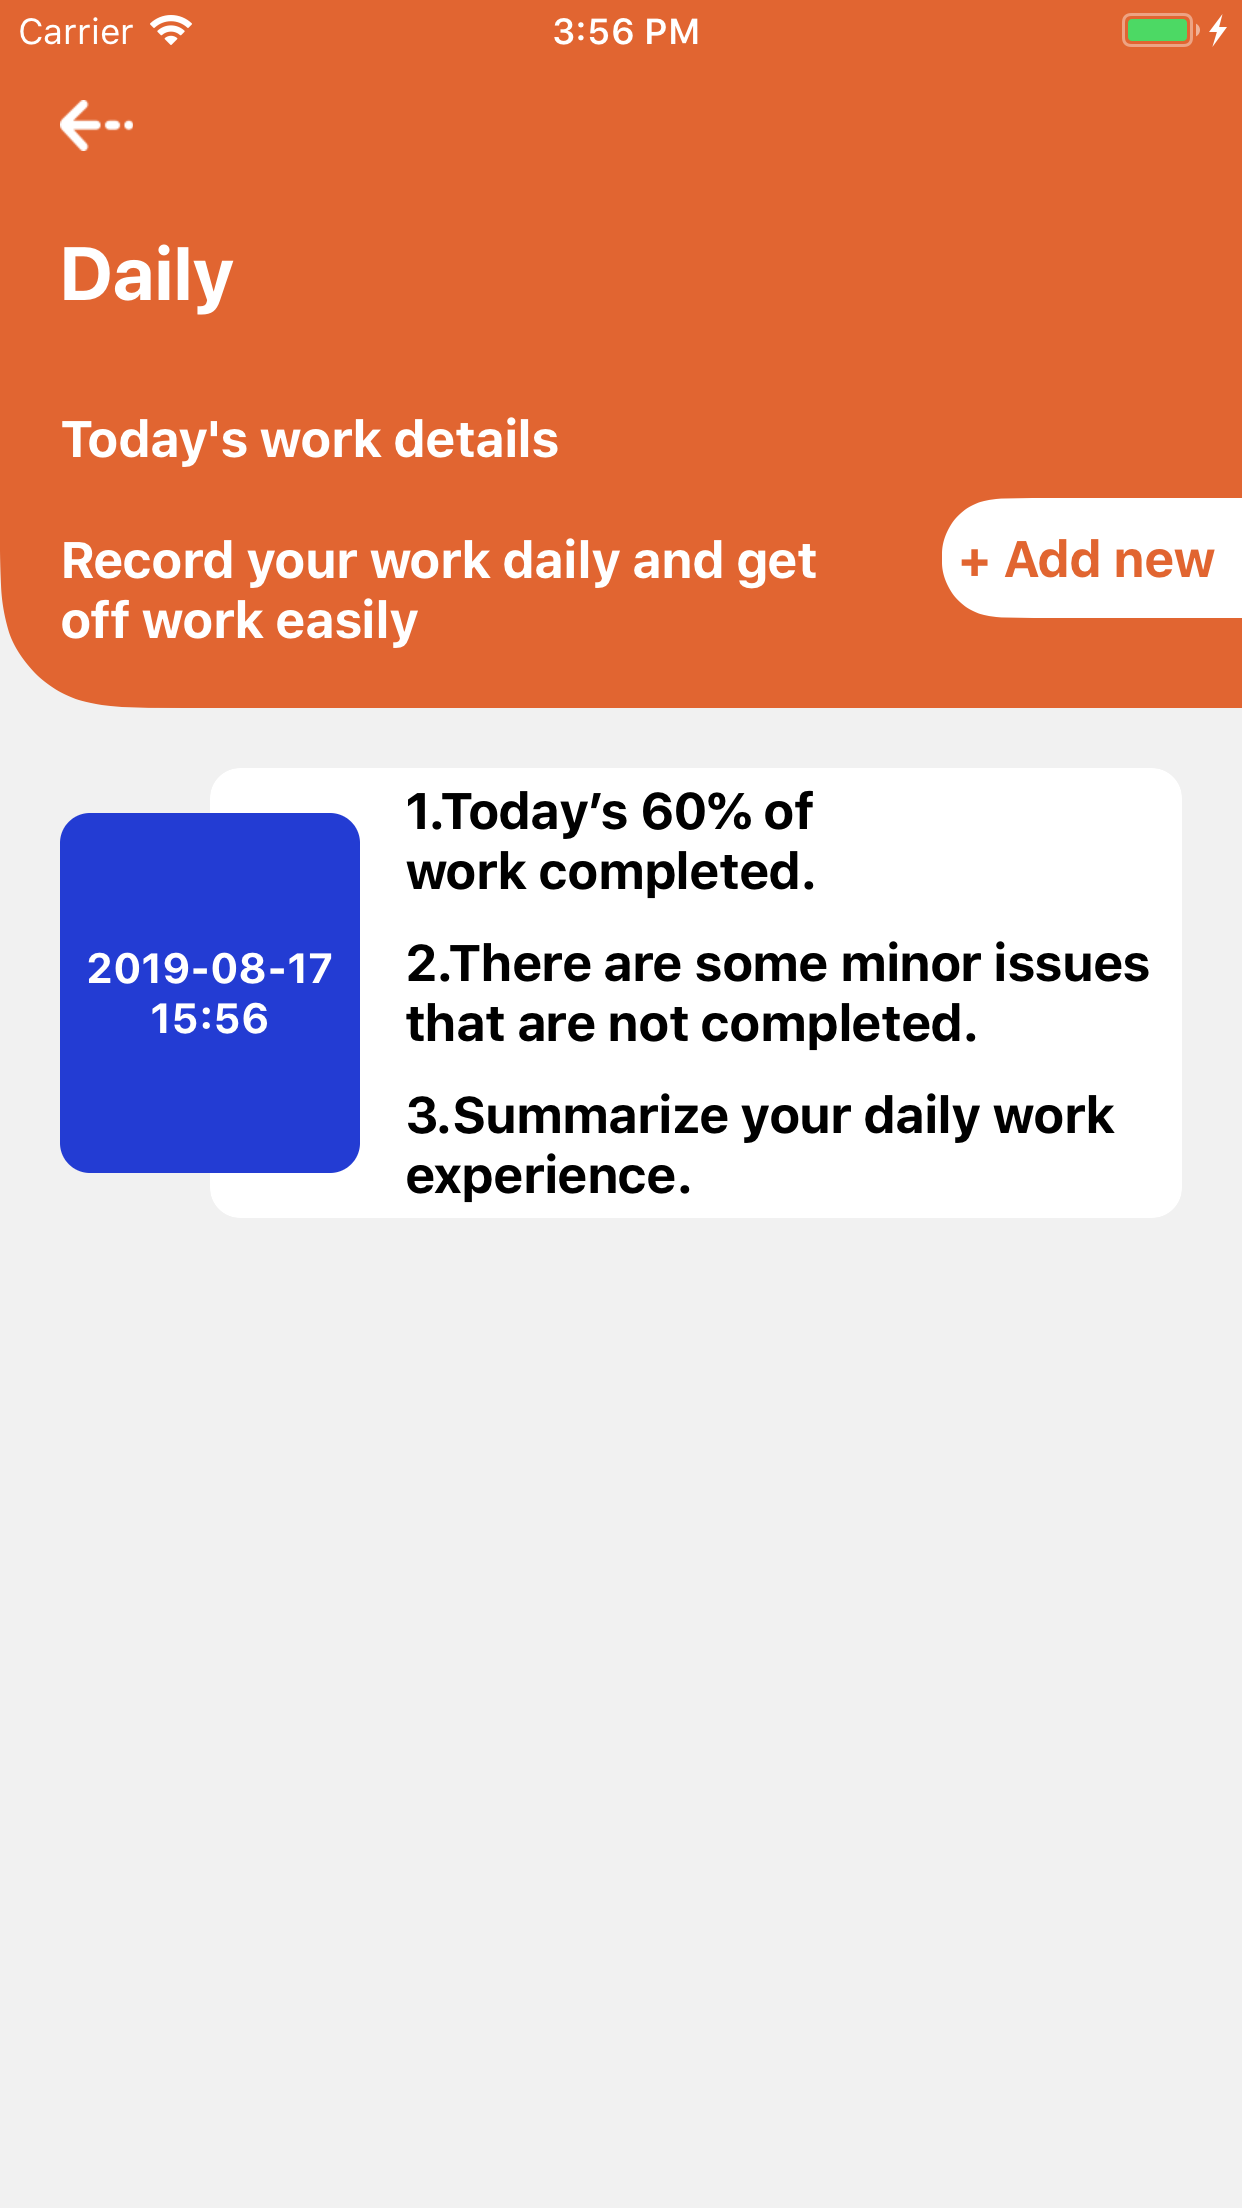 Carrier
3:56 PM
Daily
Today's work details
Record your work daily and get
off work easily
+ Add new
2019-08-17
15:56
1.Today’s 60% of
work completed.
2.There are some minor issues
that are not completed.
3.Summarize your daily work
experience.